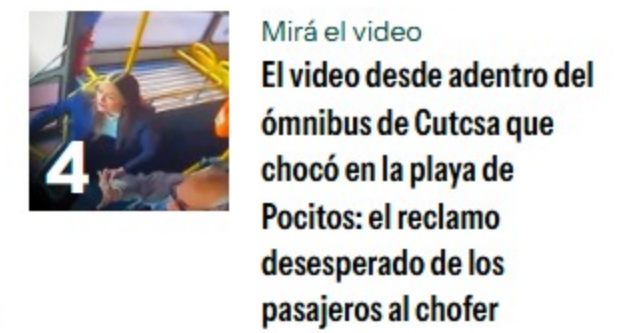 4
Mirá el video
El video desde adentro del
ómnibus de Cutcsa que
chocó en la playa de
Pocitos: el reclamo
desesperado de los
pasajeros al chofer